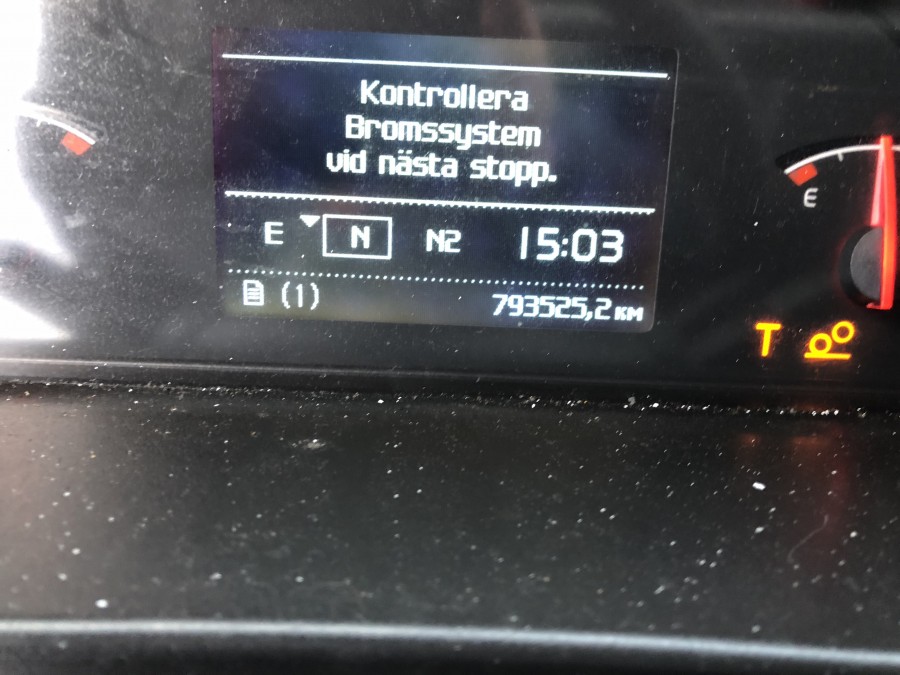 Kontrollera
Bromssystem
vid nästa stopp.
E N N2 15:03
(1) 793525,2 KM
E
T